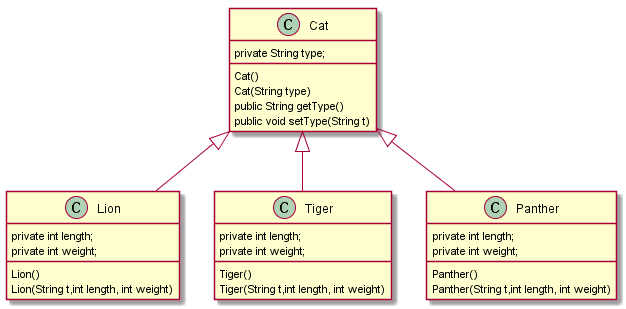 C Cat
private String type;
Cat()
Cat(String type)
public String getType()
public void setType(String t)
C Lion
private int length;
private int weight;
Lion()
Lion(String t,int length, int weight)
C Tiger
private int length;
private int weight;
Tiger()
Tiger(String t,int length, int weight)
C Panther
private int length;
private int weight;
Panther()
Panther(String t,int length, int weight)